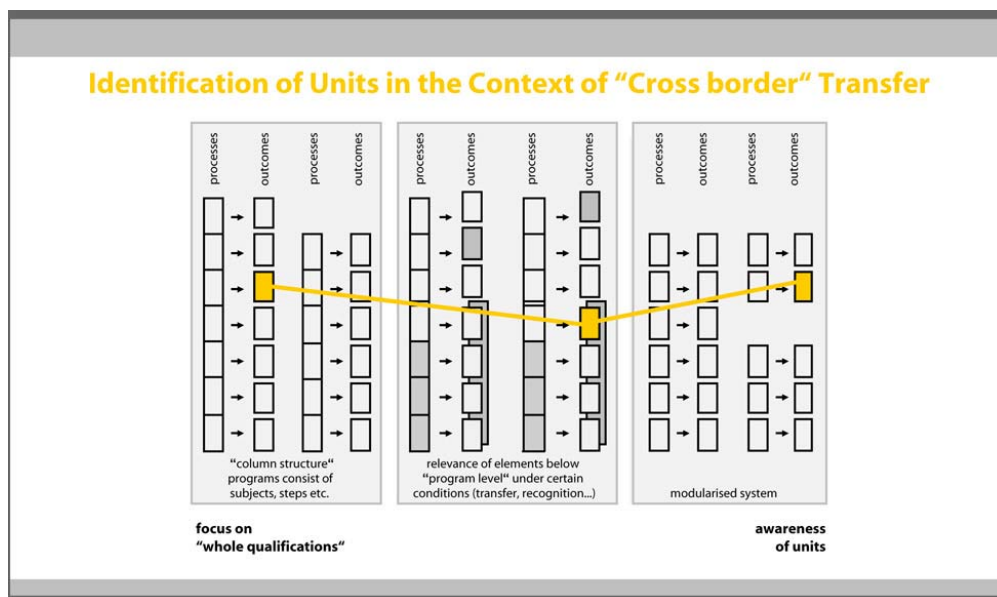 Identification of Units in the Context of “Cross border“ Transfer
processes
outcomes
processes
outcomes
processes
outcomes
processes
outcomes
processes
outcomes
processes
outcomes
“column structure“
programs consist of
subjects, steps etc.
relevance of elements below
“program level“ under certain
conditions (transfer, recognition...)
modularised system
focus on
“whole qualifications“
awareness
of units